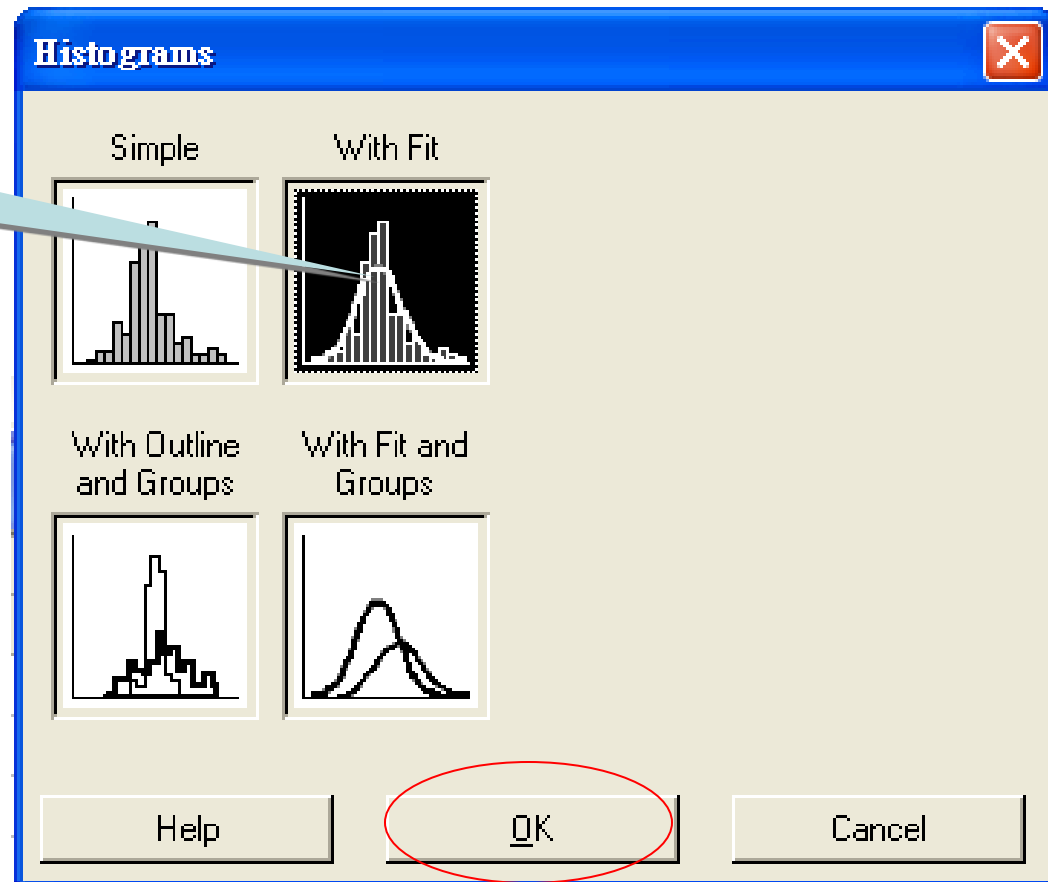 Histograms
Simple
With Fit
With Outline
and Groups
With Fit and
Groups
Help
OK
Cancel